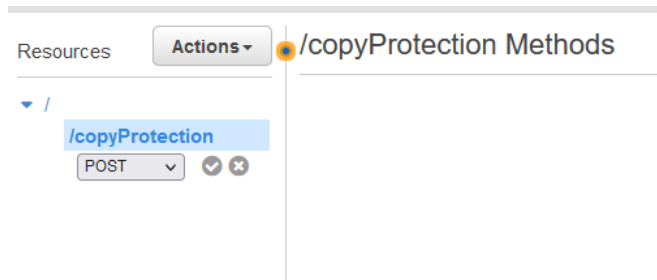 Resources
Actions
/copyProtection Methods
/
/copyProtection
POST